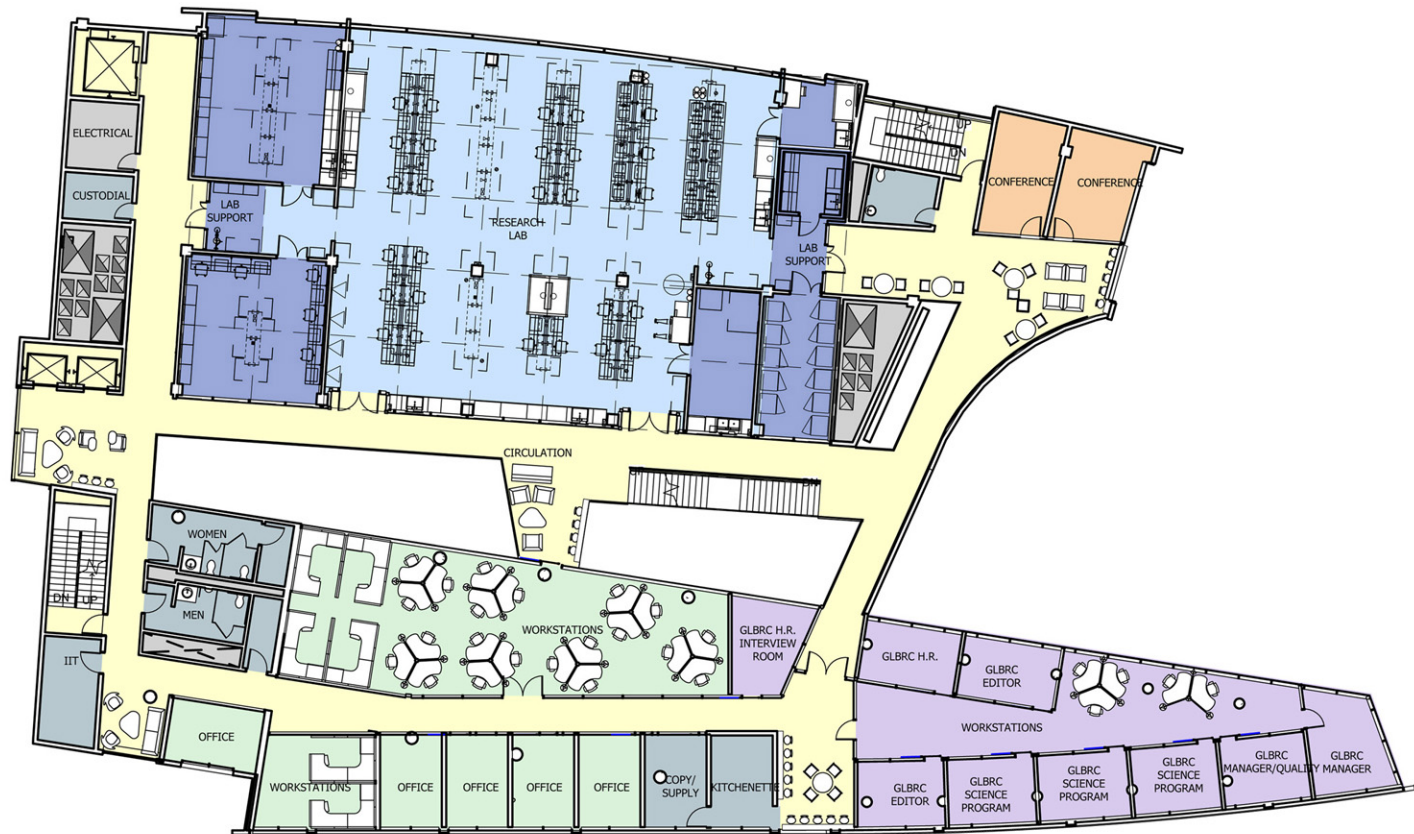 ELECTRICAL
CUSTODIAL
LAB
SUPPORT
RESEARCH
LAB
LAB
SUPPORT
UP
DN
CONFERENCE
CONFERENCE
CIRCULATION
DN
WOMEN
MEN
DN
UP
IIT
WORKSTATIONS
GLBRC H.R.
INTERVIEW
ROOM
GLBRC H.R.
GLBRC
EDITOR
WORKSTATIONS
OFFICE
WORKSTATIONS
OFFICE
OFFICE
OFFICE
OFFICE
COPY/
SUPPLY
KITCHENETTE
GLBRC
EDITOR
GLBRC
SCIENCE
PROGRAM
GLBRC
SCIENCE
PROGRAM
GLBRC
SCIENCE
PROGRAM
GLBRC
MANAGER/QUALITY
GLBRC
MANAGER